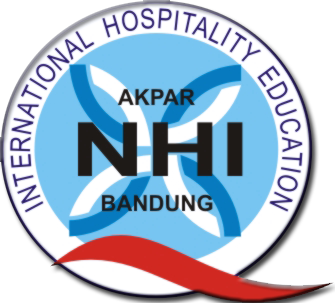 INTERNATIONAL HOSPITALITY EDUCATION
AKPAR
NHI
BANDUNG